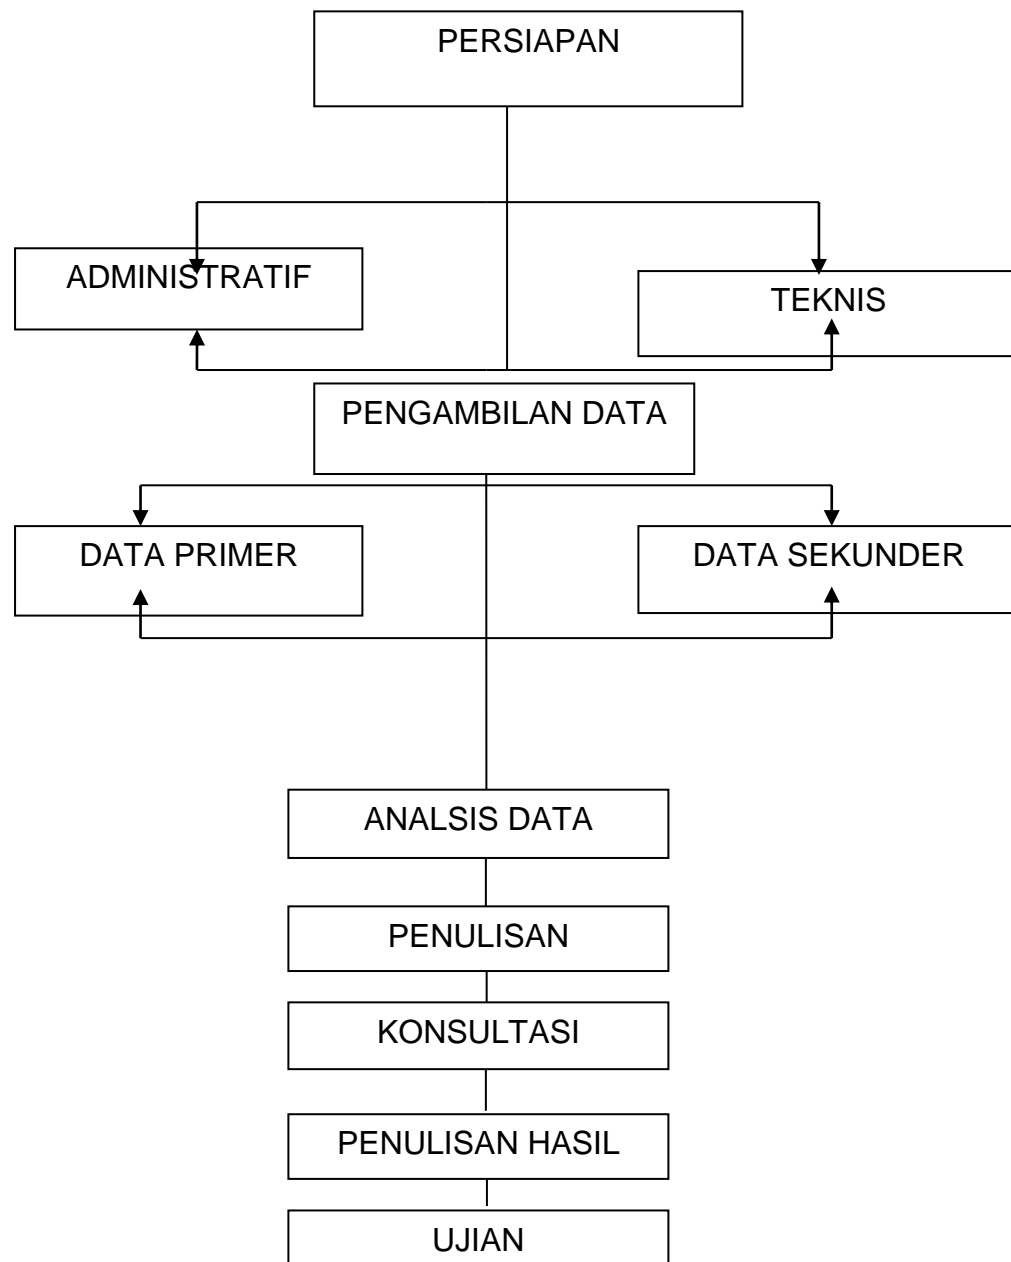 PERSIAPAN
ADMINISTRATIF
TEKNIS
PENGAMBILAN DATA
DATA PRIMER
DATA SEKUNDER
ANALSIS DATA
PENULISAN
KONSULTASI
PENULISAN HASIL
UJIAN